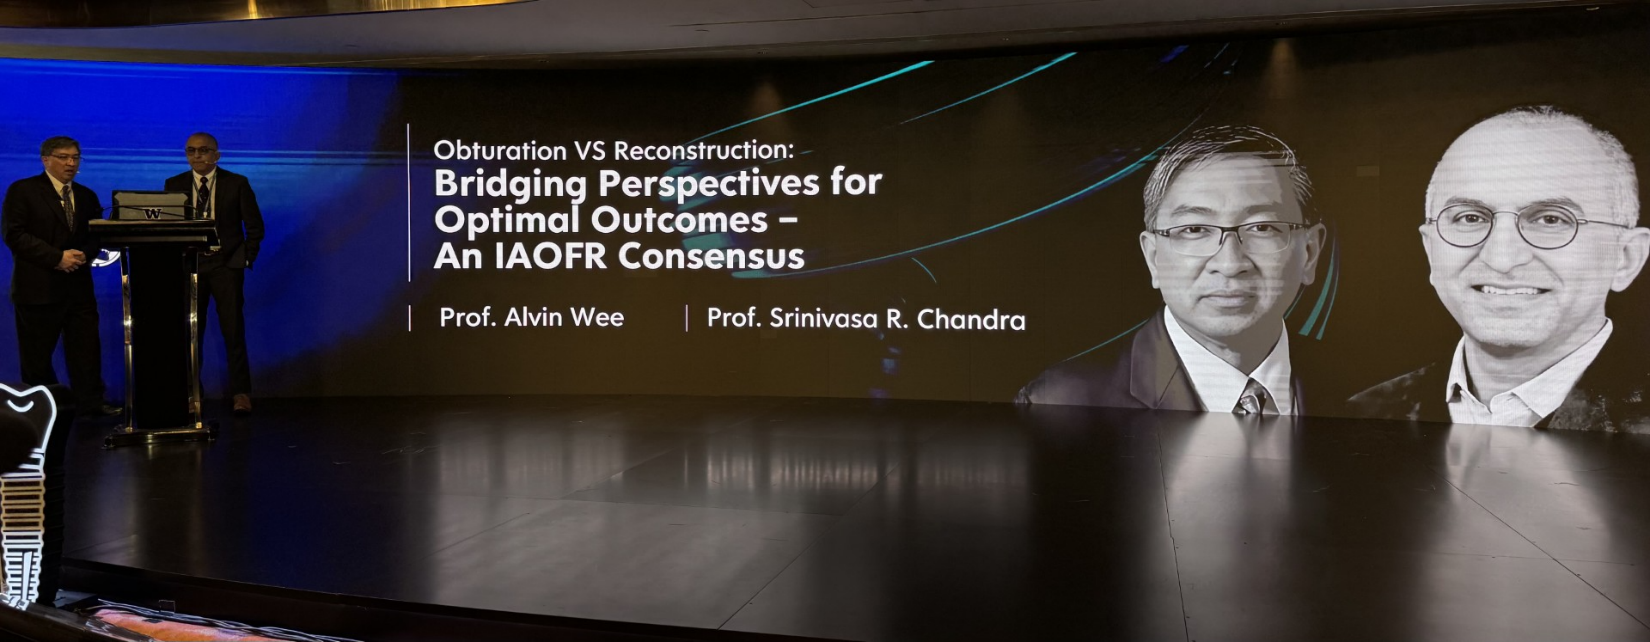 Obturation VS Reconstruction:
Bridging Perspectives for
Optimal Outcomes –
An IAOFR Consensus
Prof. Alvin Wee
Prof. Srinivasa R. Chandra
W